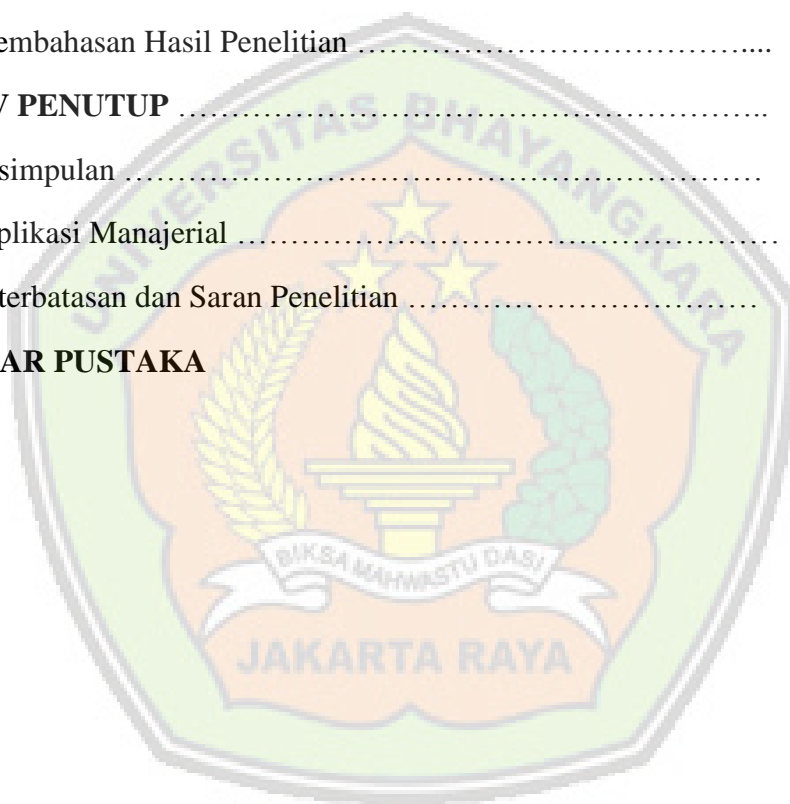 embahasan Hasil Penelitian ………………………………....
V PENUTUP …………………………………………………..
simpulan …………………………………………………………
plikasi Manajerial ………………………………………………
terbatasan dan Saran Penelitian ………………………………
AR PUSTAKA
UNIVERSITAS BHAYANGKARA
BIKSA MAHWASTU DASI
JAKARTA RAYA